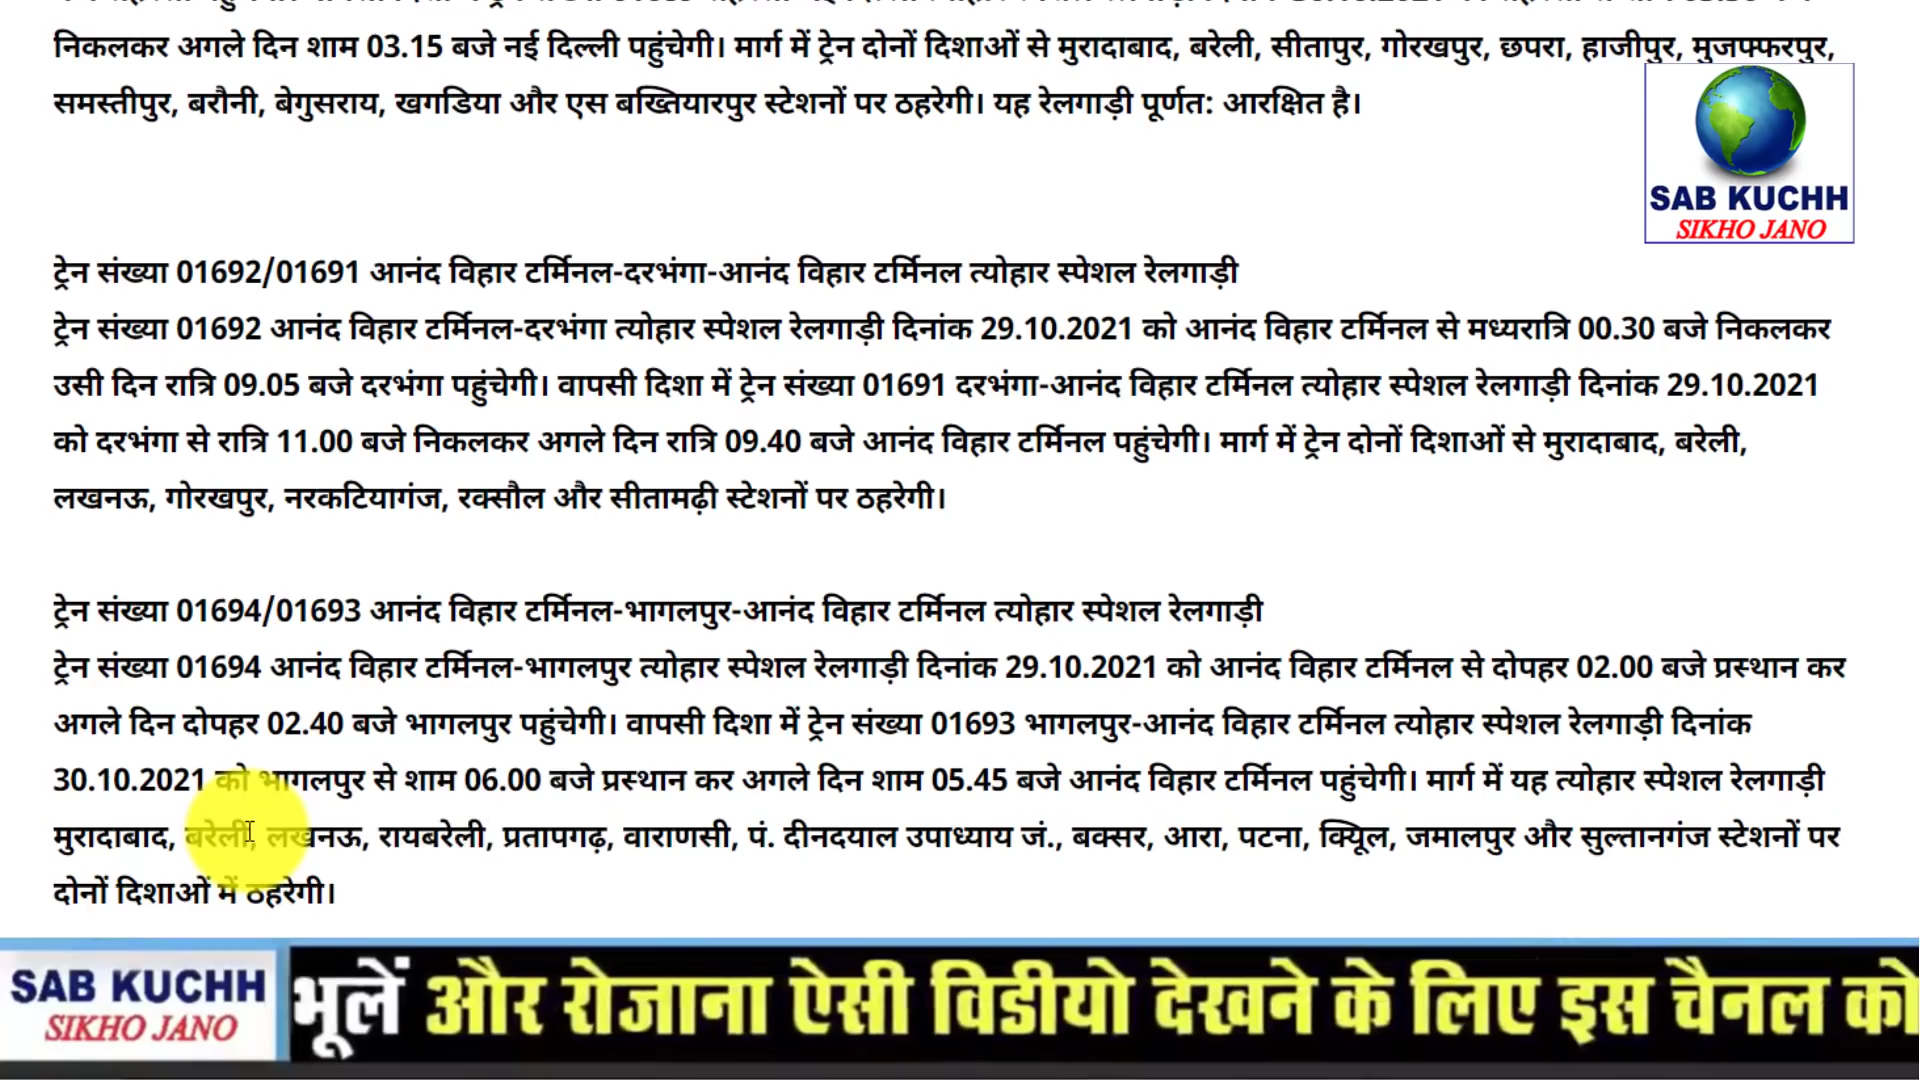 निकलकर अगले दिन शाम 03.15 बजे नई दिल्ली पहुंचेगी। मार्ग में ट्रेन दोनों दिशाओं से मुरादाबाद, बरेली, सीतापुर, गोरखपुर, छपरा, हाजीपुर, मुजफ्फरपुर,
समस्तीपुर, बरौनी, बेगुसराय, खगडिया और एस बख्तियारपुर स्टेशनों पर ठहरेगी। यह रेलगाड़ी पूर्णत: आरक्षित है।
SAB KUCHH
SIKHO JANO
ट्रेन संख्या 01692/01691 आनंद विहार टर्मिनल-दरभंगा-आनंद विहार टर्मिनल त्योहार स्पेशल रेलगाड़ी
ट्रेन संख्या 01692 आनंद विहार टर्मिनल-दरभंगा त्योहार स्पेशल रेलगाड़ी दिनांक 29.10.2021 को आनंद विहार टर्मिनल से मध्यरात्रि 00.30 बजे निकलकर
उसी दिन रात्रि 09.05 बजे दरभंगा पहुंचेगी। वापसी दिशा में ट्रेन संख्या 01691 दरभंगा-आनंद विहार टर्मिनल त्योहार स्पेशल रेलगाड़ी दिनांक 29.10.2021
को दरभंगा से रात्रि 11.00 बजे निकलकर अगले दिन रात्रि 09.40 बजे आनंद विहार टर्मिनल पहुंचेगी। मार्ग में ट्रेन दोनों दिशाओं से मुरादाबाद, बरेली,
लखनऊ, गोरखपुर, नरकटियागंज, रक्सौल और सीतामढ़ी स्टेशनों पर ठहरेगी।
ट्रेन संख्या 01694/01693 आनंद विहार टर्मिनल-भागलपुर-आनंद विहार टर्मिनल त्योहार स्पेशल रेलगाड़ी
ट्रेन संख्या 01694 आनंद विहार टर्मिनल-भागलपुर त्योहार स्पेशल रेलगाड़ी दिनांक 29.10.2021 को आनंद विहार टर्मिनल से दोपहर 02.00 बजे प्रस्थान कर
अगले दिन दोपहर 02.40 बजे भागलपुर पहुंचेगी। वापसी दिशा में ट्रेन संख्या 01693 भागलपुर-आनंद विहार टर्मिनल त्योहार स्पेशल रेलगाड़ी दिनांक
30.10.2021 को भागलपुर से शाम 06.00 बजे प्रस्थान कर अगले दिन शाम 05.45 बजे आनंद विहार टर्मिनल पहुंचेगी। मार्ग में यह त्योहार स्पेशल रेलगाड़ी
मुरादाबाद, बरेली, लखनऊ, रायबरेली, प्रतापगढ़, वाराणसी, पं. दीनदयाल उपाध्याय जं., बक्सर, आरा, पटना, क्यूिल, जमालपुर और सुल्तानगंज स्टेशनों पर
दोनों दिशाओं में ठहरेगी।
SAB KUCHH
SIKHO JANO
भूलें और रोजाना ऐसी विडीयो देखने के लिए इस चैनल को